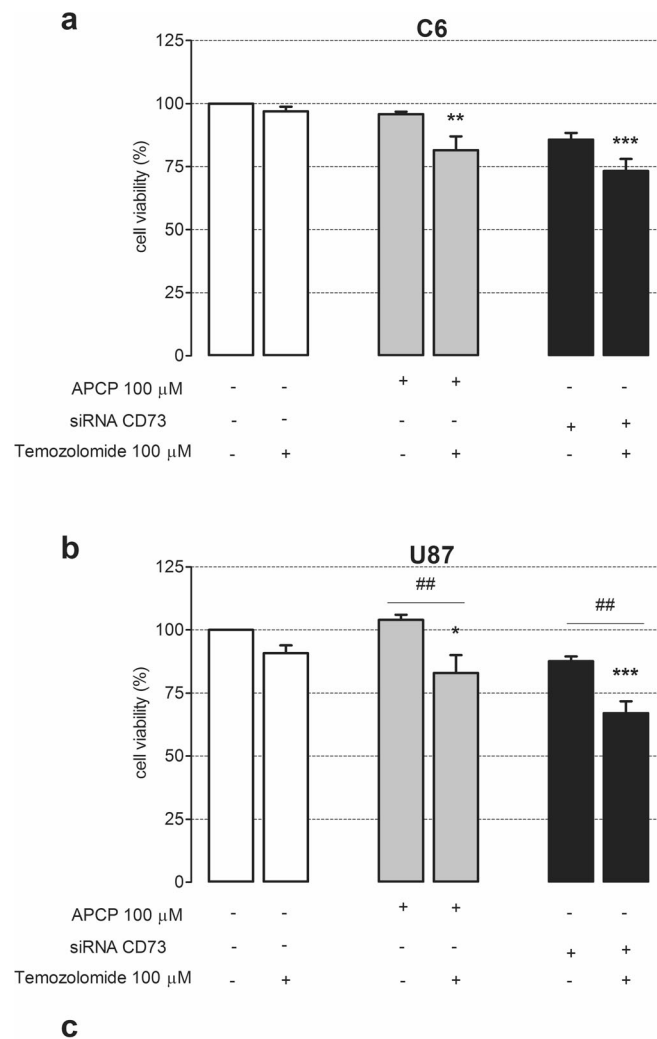 a
C6
125
100
75
50
25
0
cell viability (%)
**
***
APCP 100 μM - - + + - -
siRNA CD73 - - - - + +
Temozolomide 100 μM - + - + - +
b
U87
125
100
75
50
25
0
cell viability (%)
##
*
##
***
APCP 100 μM - - + + - -
siRNA CD73 - - - - + +
Temozolomide 100 μM - + - + - +
c